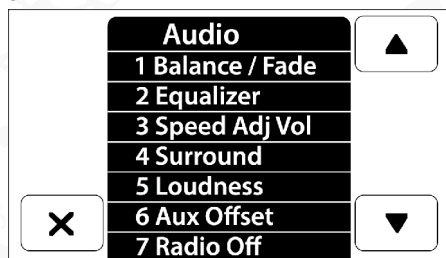 Audio
1 Balance / Fade
2 Equalizer
3 Speed Adj Vol
4 Surround
5 Loudness
6 Aux Offset
7 Radio Off